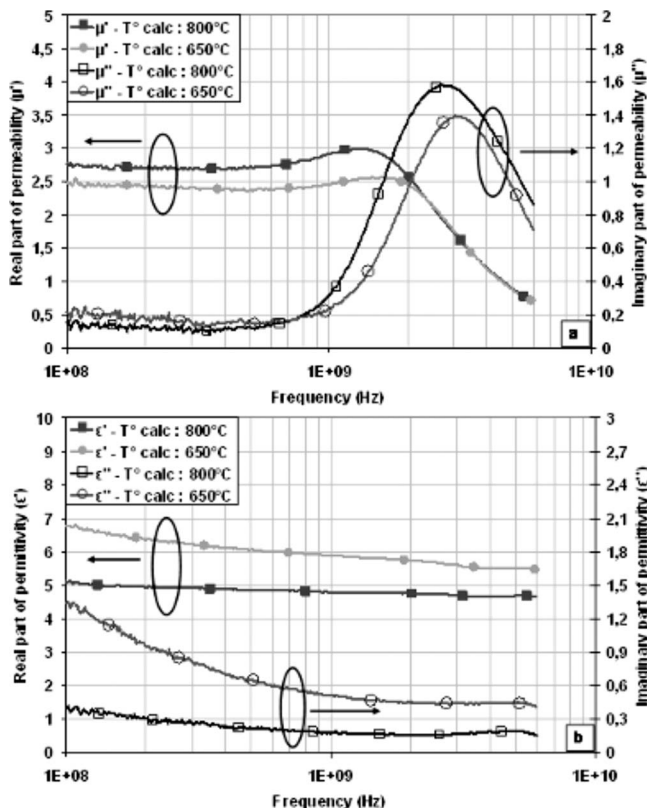 Real part of permeability (µ')
5
4,5
4
3,5
3
2,5
2
1,5
1
0,5
0
µ' - T° calc : 800°C
µ' - T° calc : 650°C
µ" - T° calc : 800°C
µ" - T° calc : 650°C
2
1,8
1,6
1,4
1,2
1
0,8
0,6
0,4
0,2
0
Imaginary part of permeability (µ")
a
1E+08
1E+09
1E+10
Frequency (Hz)
Real part of permittivity (ε')
10
9
8
7
6
5
4
3
2
1
0
ε' - T° calc : 800°C
ε' - T° calc : 650°C
ε" - T° calc : 800°C
ε" - T° calc : 650°C
3
2,7
2,4
2,1
1,8
1,5
1,2
0,9
0,6
0,3
0
Imaginary part of permittivity (ε")
b
1E+08
1E+09
1E+10
Frequency (Hz)